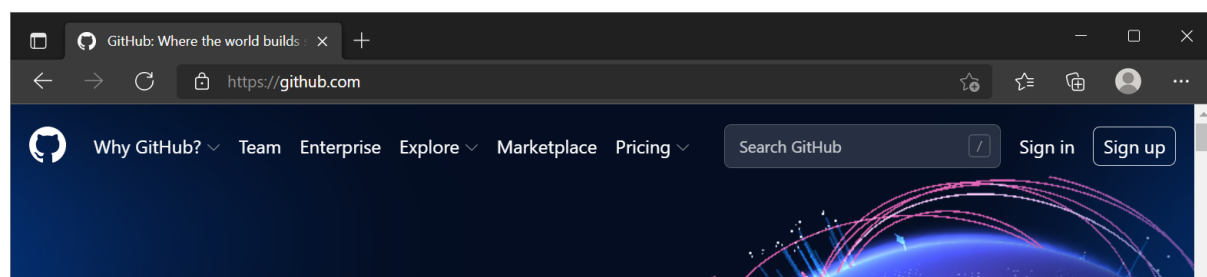 GitHub: Where the world builds
https://github.com
Why GitHub? Team Enterprise Explore Marketplace Pricing Search GitHub / Sign in Sign up